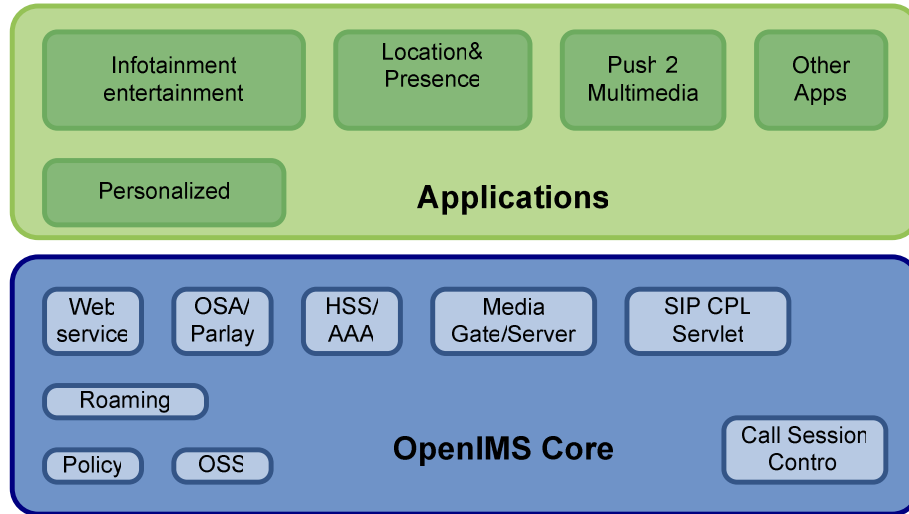 Infotainment
entertainment
Location&
Presence
Push 2
Multimedia
Other
Apps
Personalized
Applications
Web
service
OSA/
Parlay
HSS/
AAA
Media
Gate/Server
SIP CPL
Servlet
Roaming
OpenIMS Core
Call Session
Contro
Policy
OSS